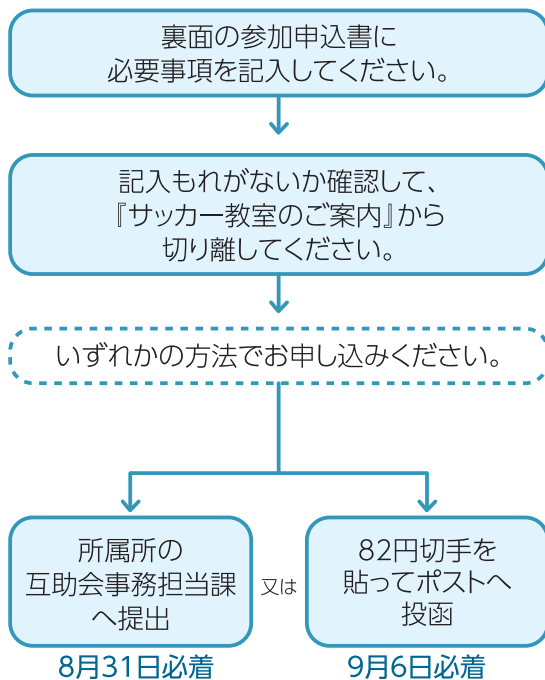 裏面の参加申込書に
必要事項を記入してください。
記入もれがないか確認して、
『サッカー教室のご案内』から
切り離してください。
いずれかの方法でお申し込みください。
所属所の
互助会事務担当課
へ提出
8月31日必着
又は
82円切手を
貼ってポストへ
投函
9月6日必着